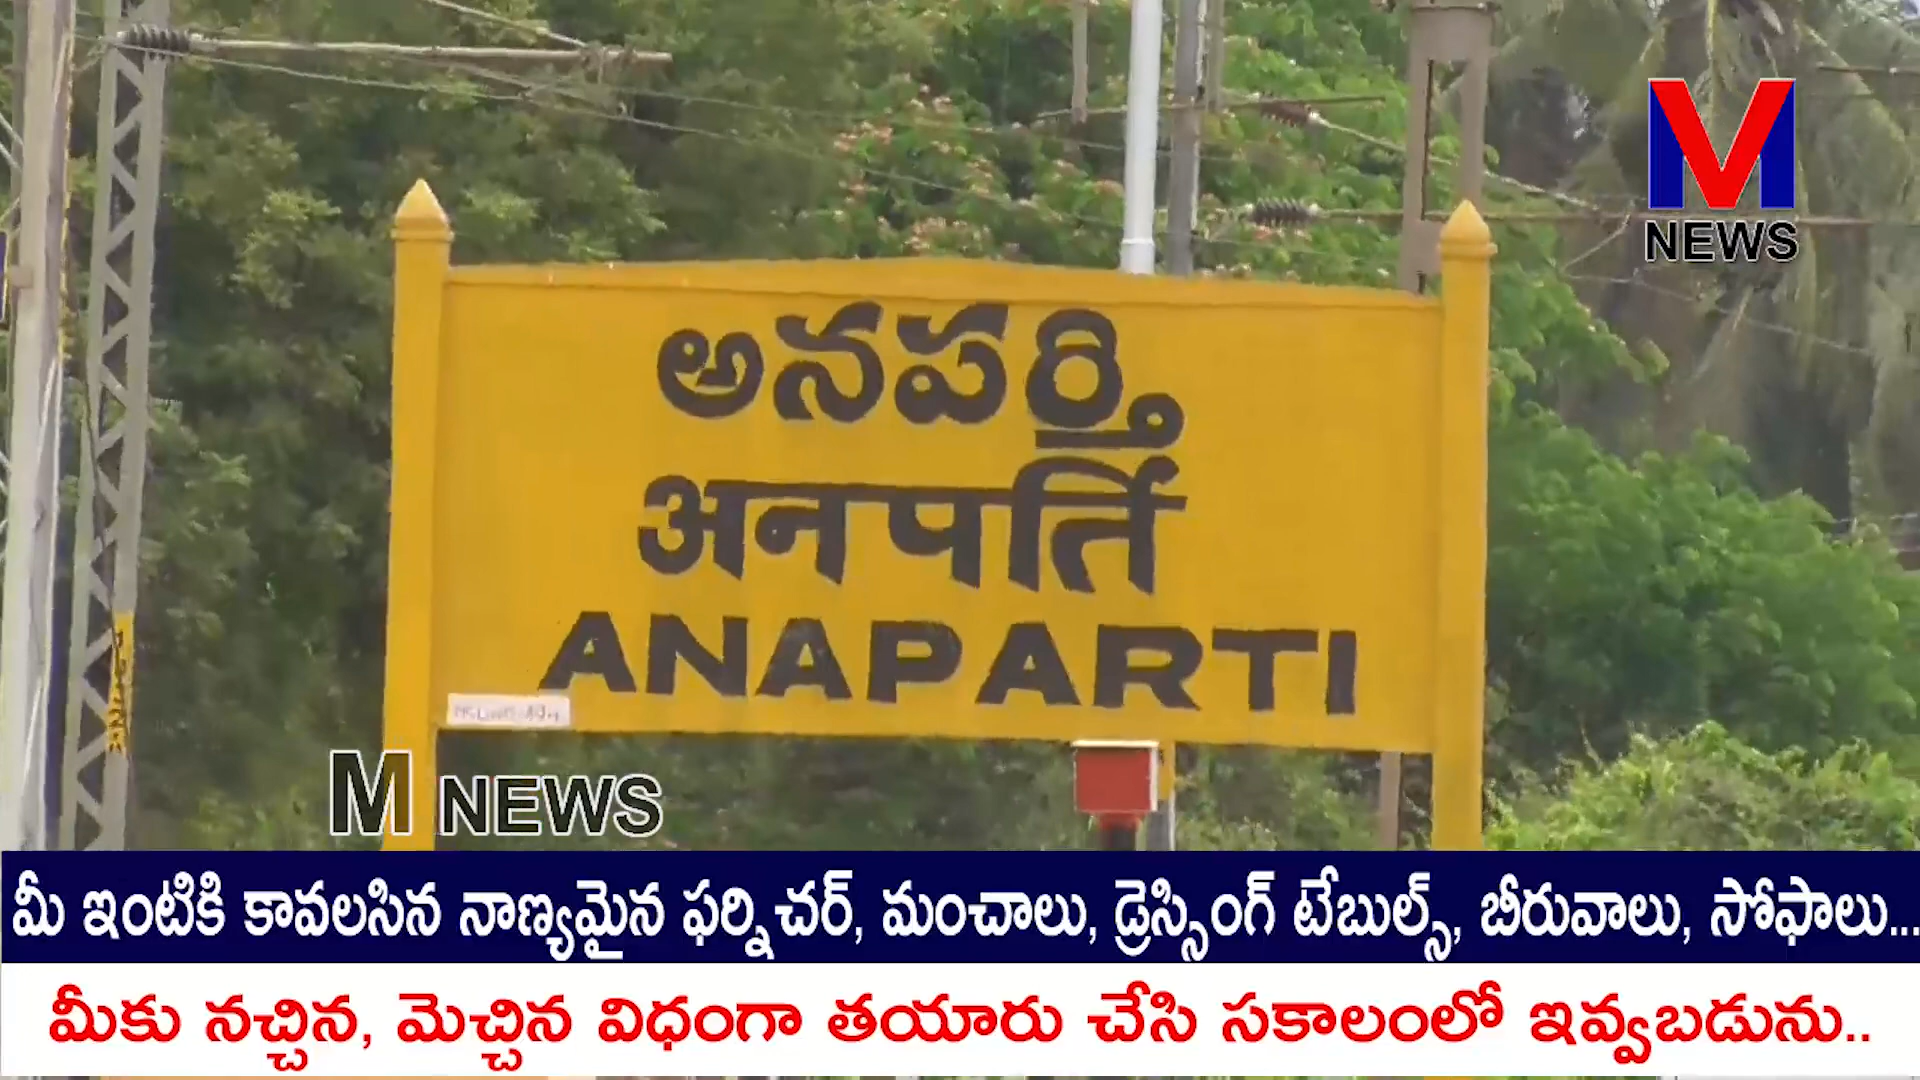 M
NEWS
అనపర్తి
अनपर्ति
ANAPARTI
M NEWS
మీ ఇంటికి కావలసిన నాణ్యమైన ఫర్నిచర్, మంచాలు, డ్రెస్సింగ్ టేబుల్స్, బీరువాలు, సోఫాలు...
మీకు నచ్చిన, మెచ్చిన విధంగా తయారు చేసి సకాలంలో ఇవ్వబడును..